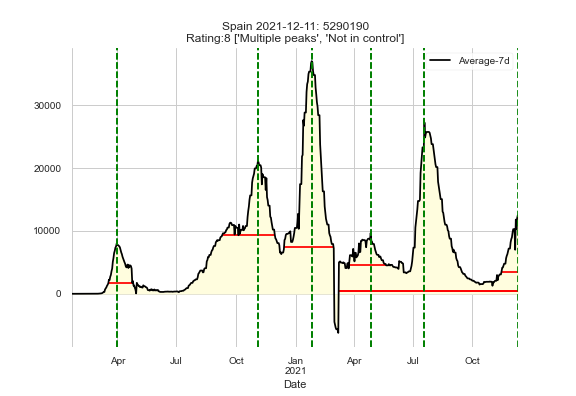 Spain 2021-12-11: 5290190
Rating:8 ['Multiple peaks', 'Not in control']
Average-7d
30000
20000
10000
0
Apr Jul Oct Jan Apr Jul Oct
2021
Date